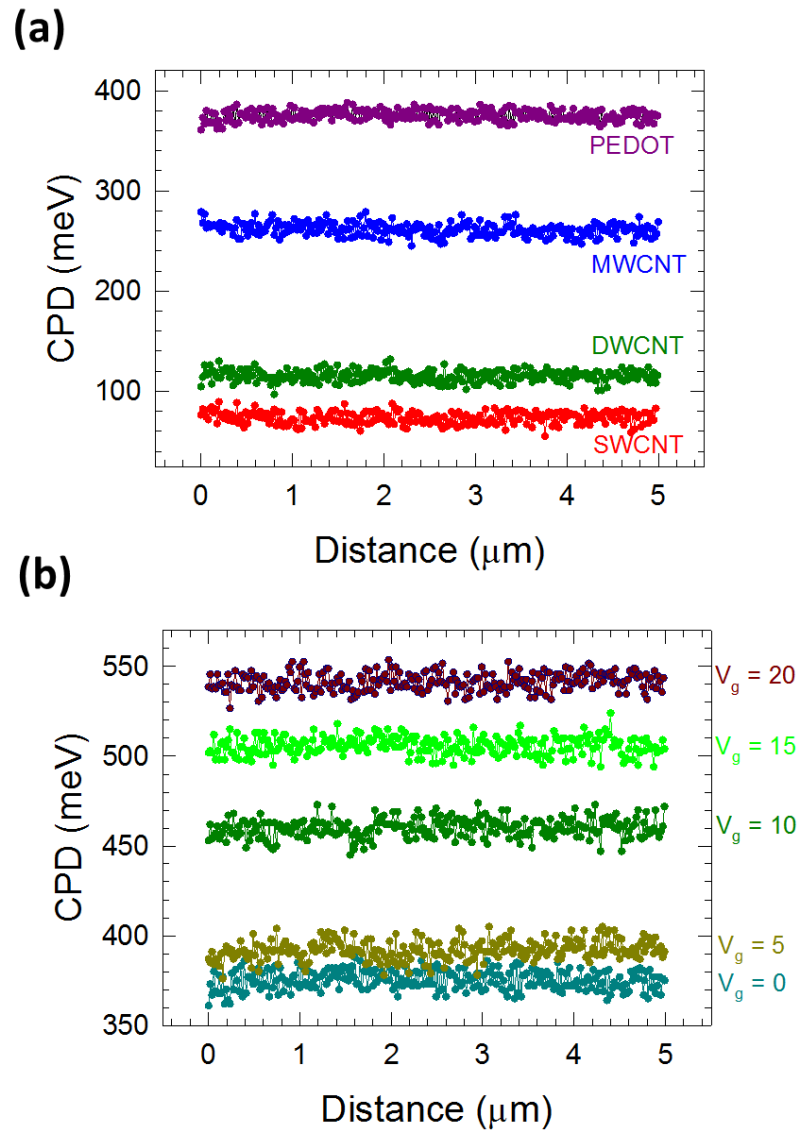 (a)
400
PEDOT
300
MWCNT
CPD (meV)
200
DWCNT
100
SWCNT
0 1 2 3 4 5
Distance (μm)
(b)
550
V_g = 20
500
V_g = 15
CPD (meV)
450
V_g = 10
400
V_g = 5
V_g = 0
350
0 1 2 3 4 5
Distance (μm)